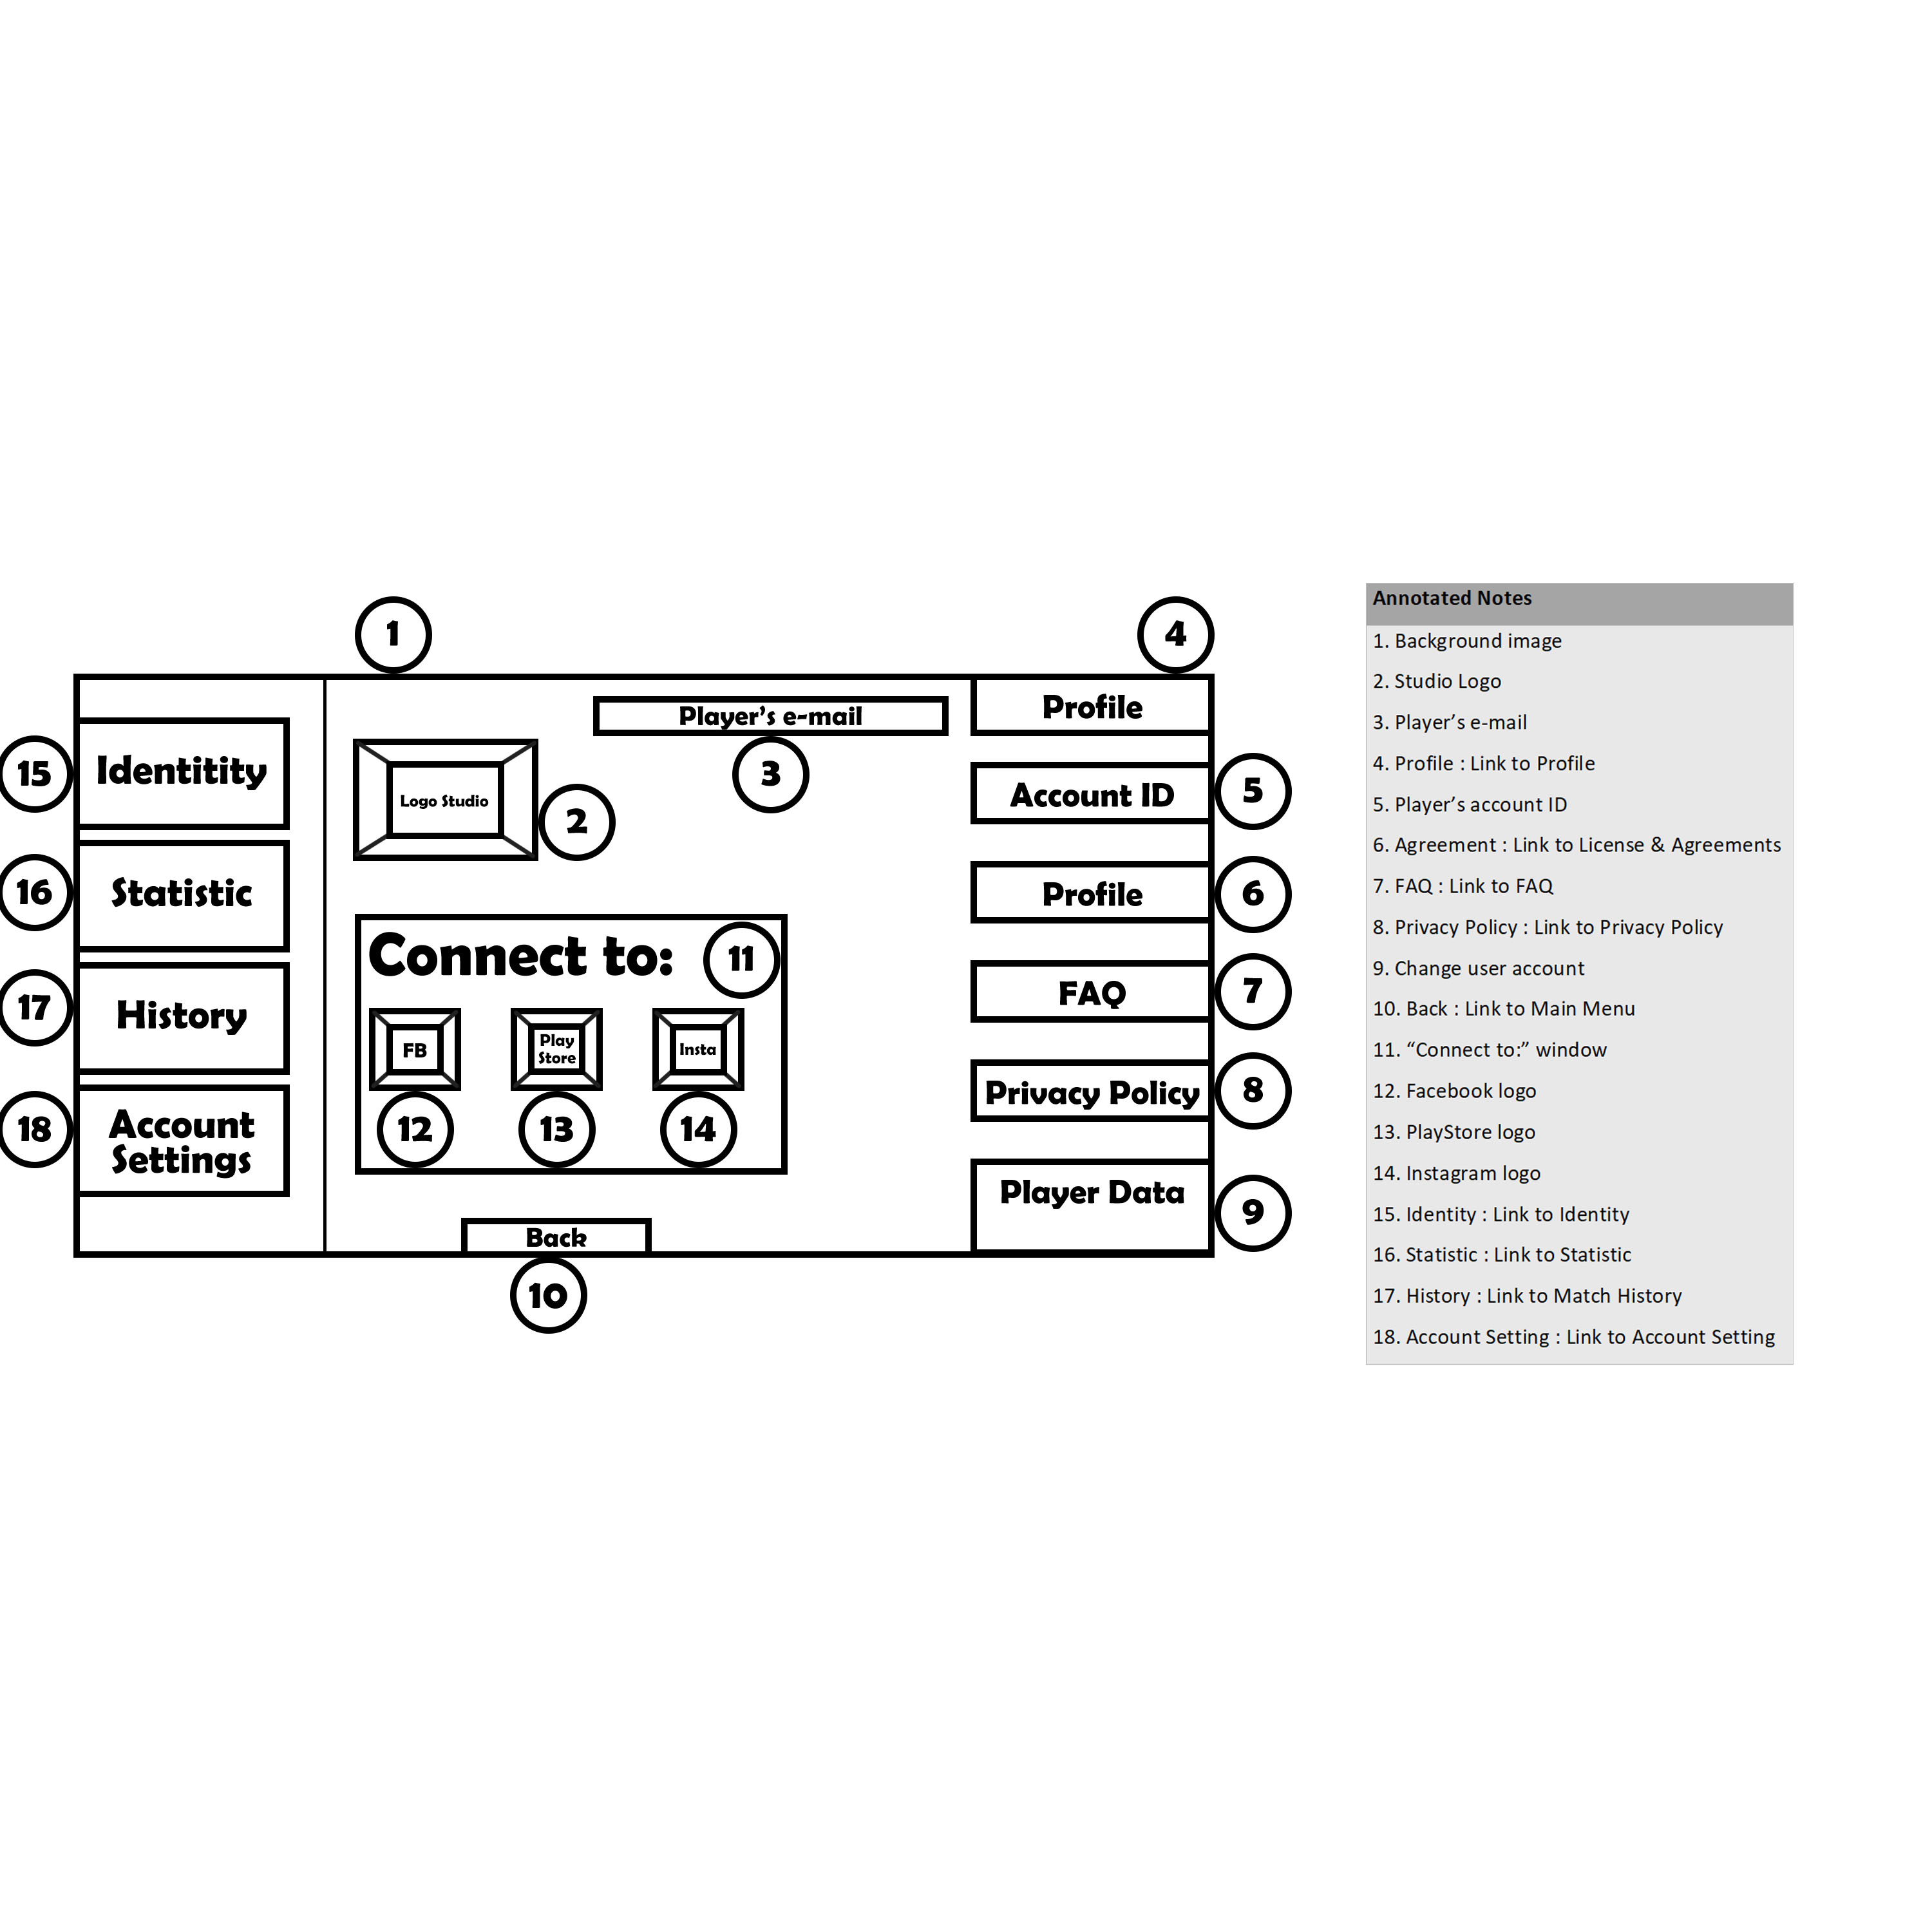 1
4
Profile
Player's e-mail
3
15
Identitity
Logo Studio
2
Account ID
5
16
Statistic
Profile
6
17
History
Connect to:
11
FAQ
7
FB
Play
Store
Insta
12
13
14
18
Account
Settings
Privacy Policy
8
Player Data
9
Back
10
Annotated Notes
1. Background image
2. Studio Logo
3. Player’s e-mail
4. Profile : Link to Profile
5. Player’s account ID
6. Agreement : Link to License & Agreements
7. FAQ : Link to FAQ
8. Privacy Policy : Link to Privacy Policy
9. Change user account
10. Back : Link to Main Menu
11. “Connect to:” window
12. Facebook logo
13. PlayStore logo
14. Instagram logo
15. Identity : Link to Identity
16. Statistic : Link to Statistic
17. History : Link to Match History
18. Account Setting : Link to Account Setting